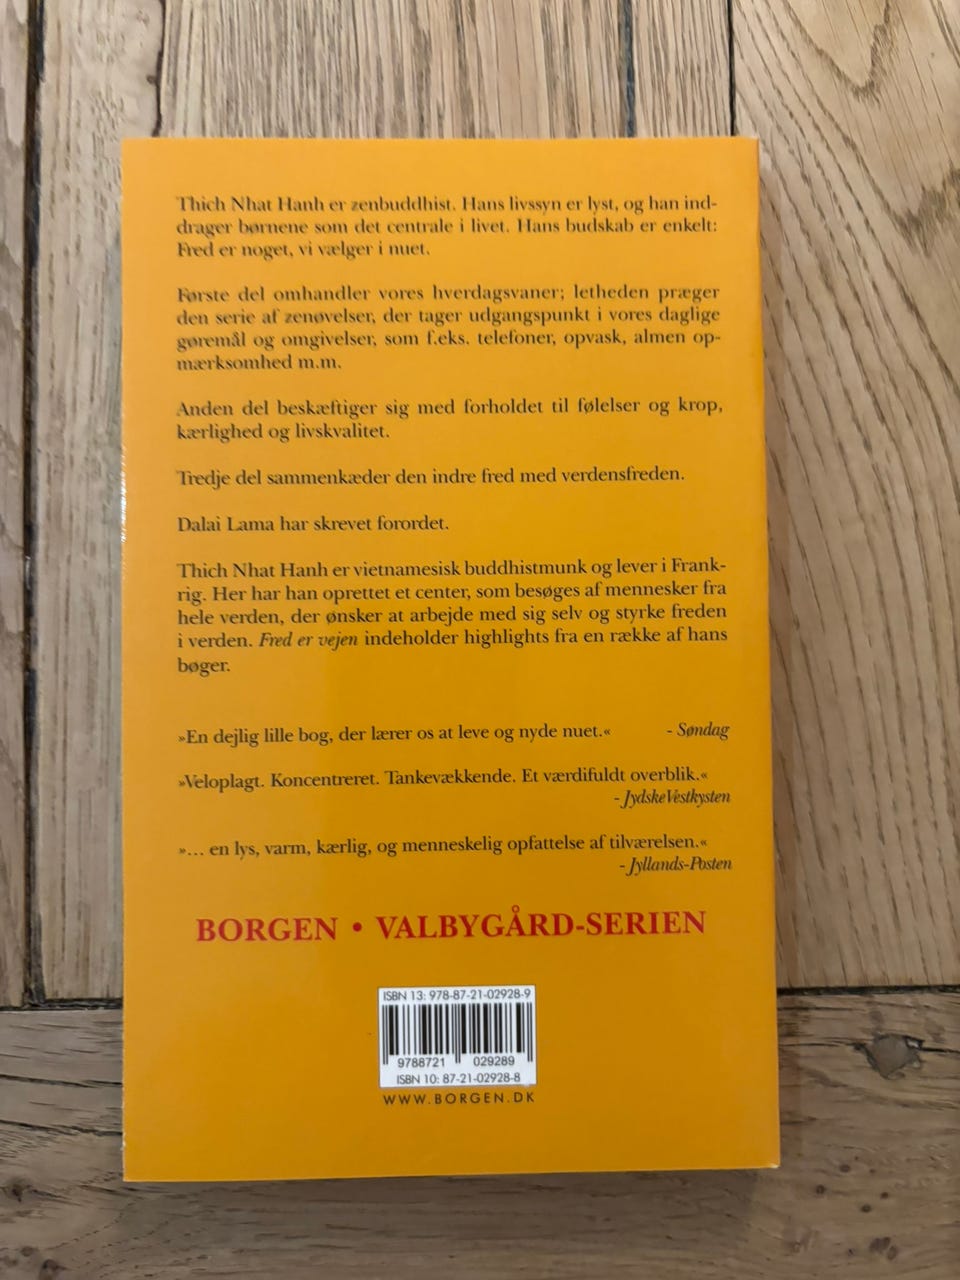 Thich Nhat Hanh er zenbuddhist. Hans livssyn er lyst, og han ind-
drager børnene som det centrale i livet. Hans budskab er enkelt:
Fred er noget, vi vælger i nuet.
Første del omhandler vores hverdagsvaner; letheden præger
den serie af zenøvelser, der tager udgangspunkt i vores daglige
gøremål og omgivelser, som f.eks. telefoner, opvask, almen op-
mærksomhed m.m.
Anden del beskæftiger sig med forholdet til følelser og krop,
kærlighed og livskvalitet.
Tredje del sammenkæder den indre fred med verdensfreden.
Dalai Lama har skrevet forordet.
Thich Nhat Hanh er vietnamesisk buddhistmunk og lever i Frank-
rig. Her har han oprettet et center, som besøges af mennesker fra
hele verden, der ønsker at arbejde med sig selv og styrke freden
i verden. Fred er vejen indeholder highlights fra en række af hans
bøger.
»En dejlig lille bog, der lærer os at leve og nyde nuet.« - Søndag
»Veloplagt. Koncentreret. Tankevækkende. Et værdifuldt overblik.«
- JydskeVestkysten
»... en lys, varm, kærlig, og menneskelig opfattelse af tilværelsen.«
- Jyllands-Posten
BORGEN • VALBYGÅRD-SERIEN
ISBN 13: 978-87-21-02928-9
9788721 029289
ISBN 10: 87-21-02928-8
WWW.BORGEN.DK